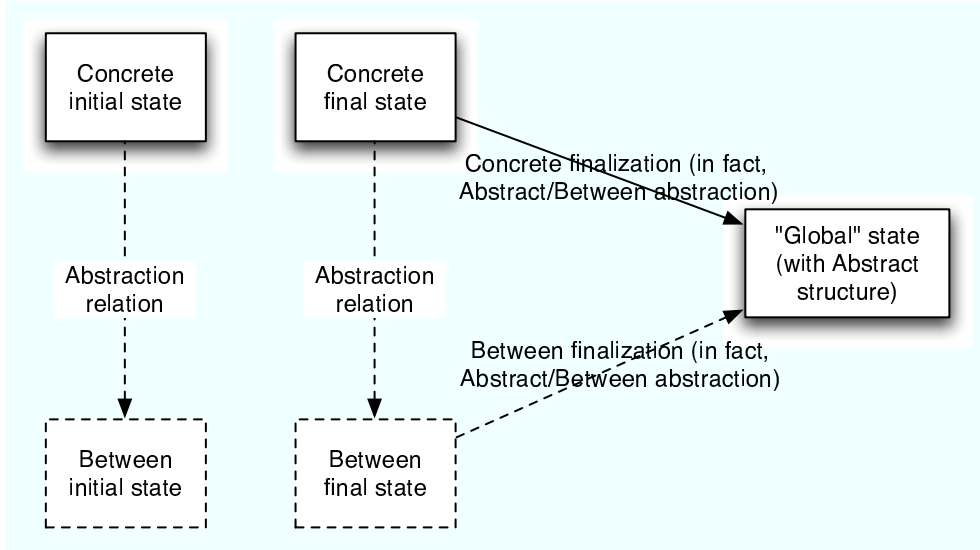 Concrete
initial state
Concrete
final state
Concrete finalization (in fact,
Abstract/Between abstraction)
"Global" state
(with Abstract
structure)
Abstraction
relation
Abstraction
relation
Between finalization (in fact,
Abstract/Between abstraction)
Between
initial state
Between
final state